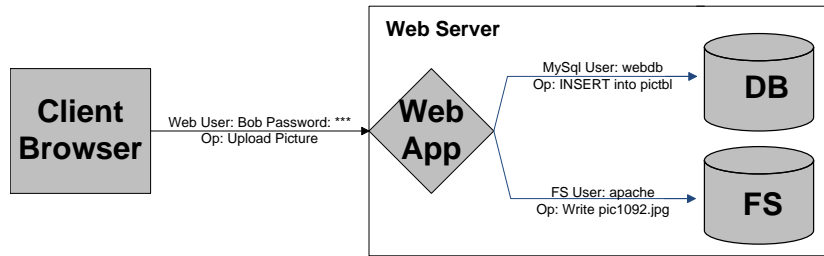 Web Server
Client
Browser
Web User: Bob Password: ***
Op: Upload Picture
Web
App
MySql User: webdb
Op: INSERT into pictbl
DB
FS User: apache
Op: Write pic1092.jpg
FS